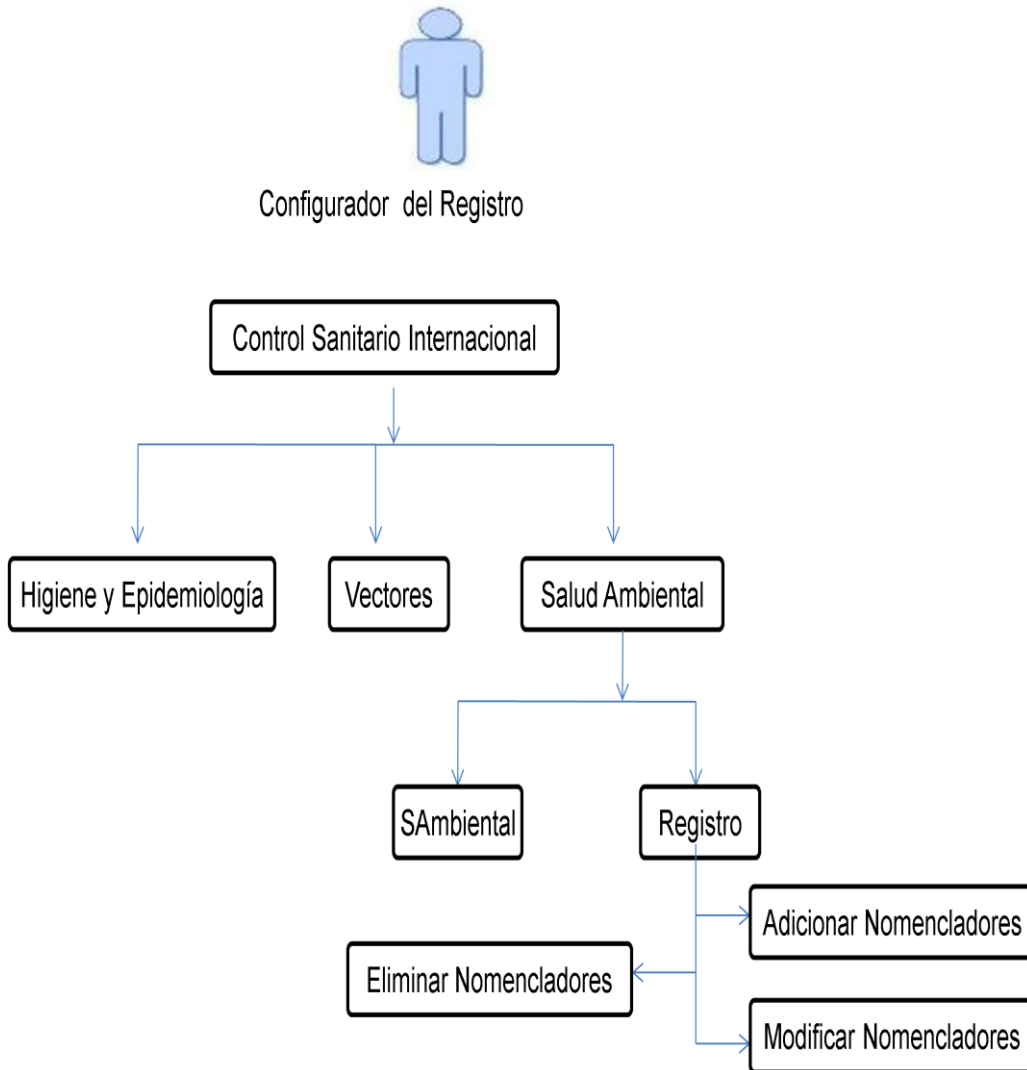 Configurador del Registro
Control Sanitario Internacional
Higiene y Epidemiología
Vectores
Salud Ambiental
SAmbiental
Registro
Adicionar Nomencladores
Eliminar Nomencladores
Modificar Nomencladores